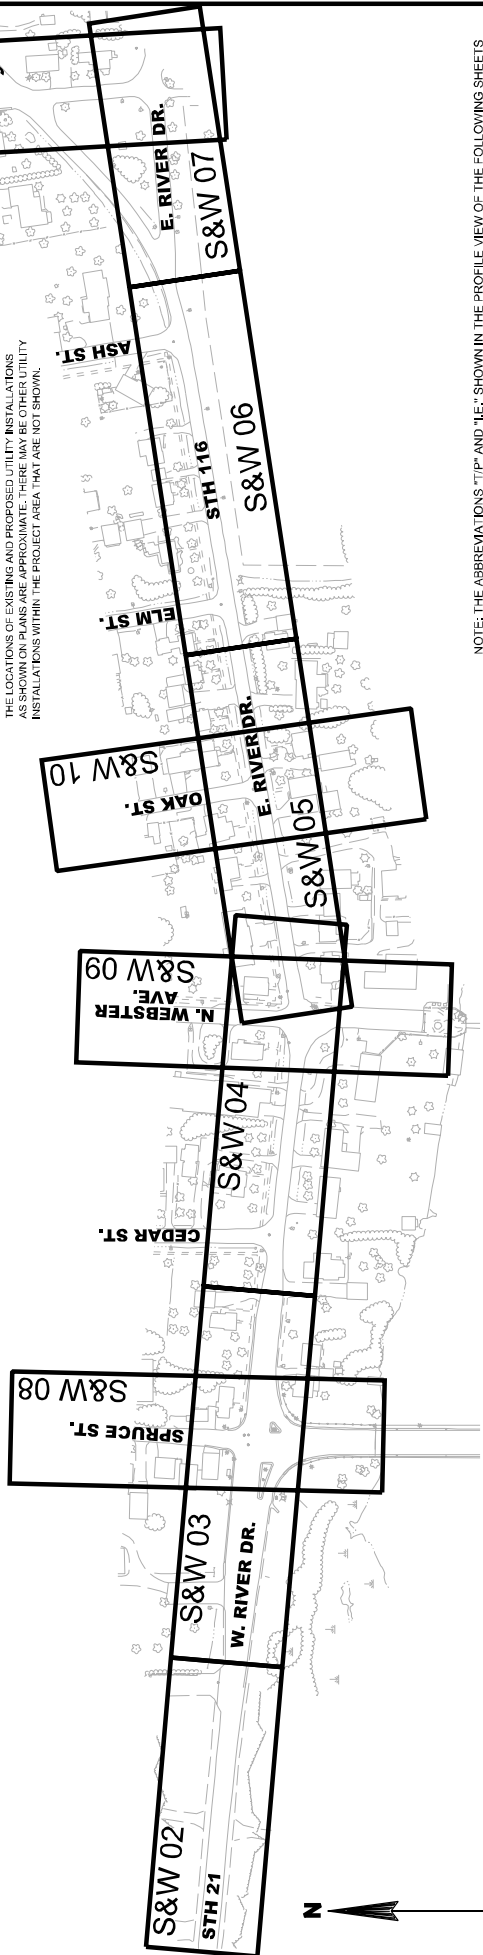 THE LOCATIONS OF EXISTING AND PROPOSED UTILITY INSTALLATIONS
AS SHOWN ON PLANS ARE APPROXIMATE. THERE MAY BE OTHER UTILITY
INSTALLATIONS WITHIN THE PROJECT AREA THAT ARE NOT SHOWN.
S&W 02
STH 21
S&W 03
W. RIVER DR.
S&W 08
SPRUCE ST.
CEDAR ST.
S&W 04
S&W 09
N. WEBSTER
AVE.
S&W 05
E. RIVER DR.
S&W 10
OAK ST.
ELM ST.
S&W 06
STH 116
ASH ST.
S&W 07
E. RIVER DR.
N
NOTE: THE ABBREVIATIONS "T/P" AND "I.E." SHOWN IN THE PROFILE VIEW OF THE FOLLOWING SHEETS